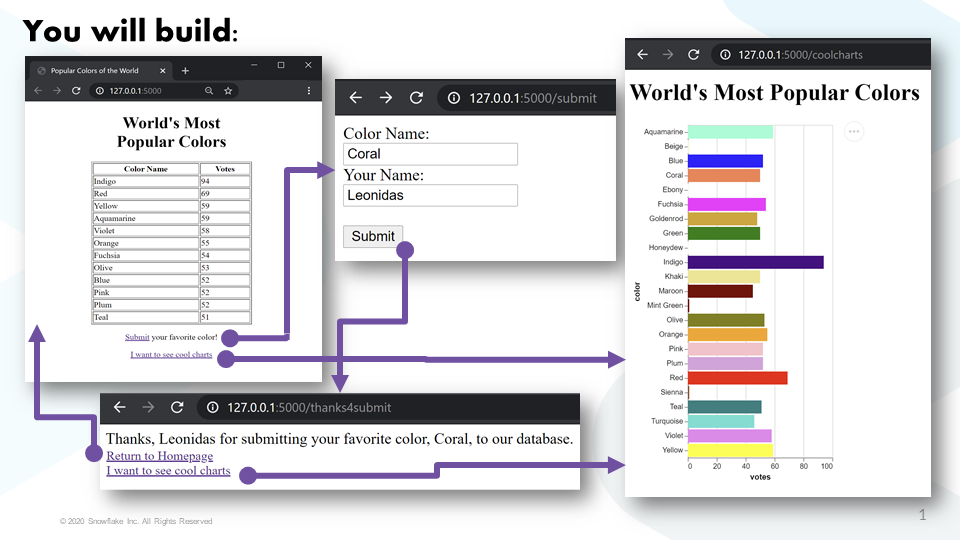 You will build:
Popular Colors of the World
127.0.0.1:5000
World's Most
Popular Colors
Color Name Votes
Indigo 94
Red 69
Yellow 59
Aquamarine 59
Violet 58
Orange 55
Fuchsia 54
Olive 53
Blue 52
Pink 52
Plum 52
Teal 51
Submit your favorite color!
I want to see cool charts
127.0.0.1:5000/submit
Color Name:
Coral
Your Name:
Leonidas
Submit
127.0.0.1:5000/thanks4submit
Thanks, Leonidas for submitting your favorite color, Coral, to our database.
Return to Homepage
I want to see cool charts
127.0.0.1:5000/coolcharts
World's Most Popular Colors
color
Aquamarine
Beige
Blue
Coral
Ebony
Fuchsia
Goldenrod
Green
Honeydew
Indigo
Khaki
Maroon
Mint Green
Olive
Orange
Pink
Plum
Red
Sienna
Teal
Turquoise
Violet
Yellow
0 20 40 60 80 100
votes
© 2020 Snowflake Inc. All Rights Reserved
1